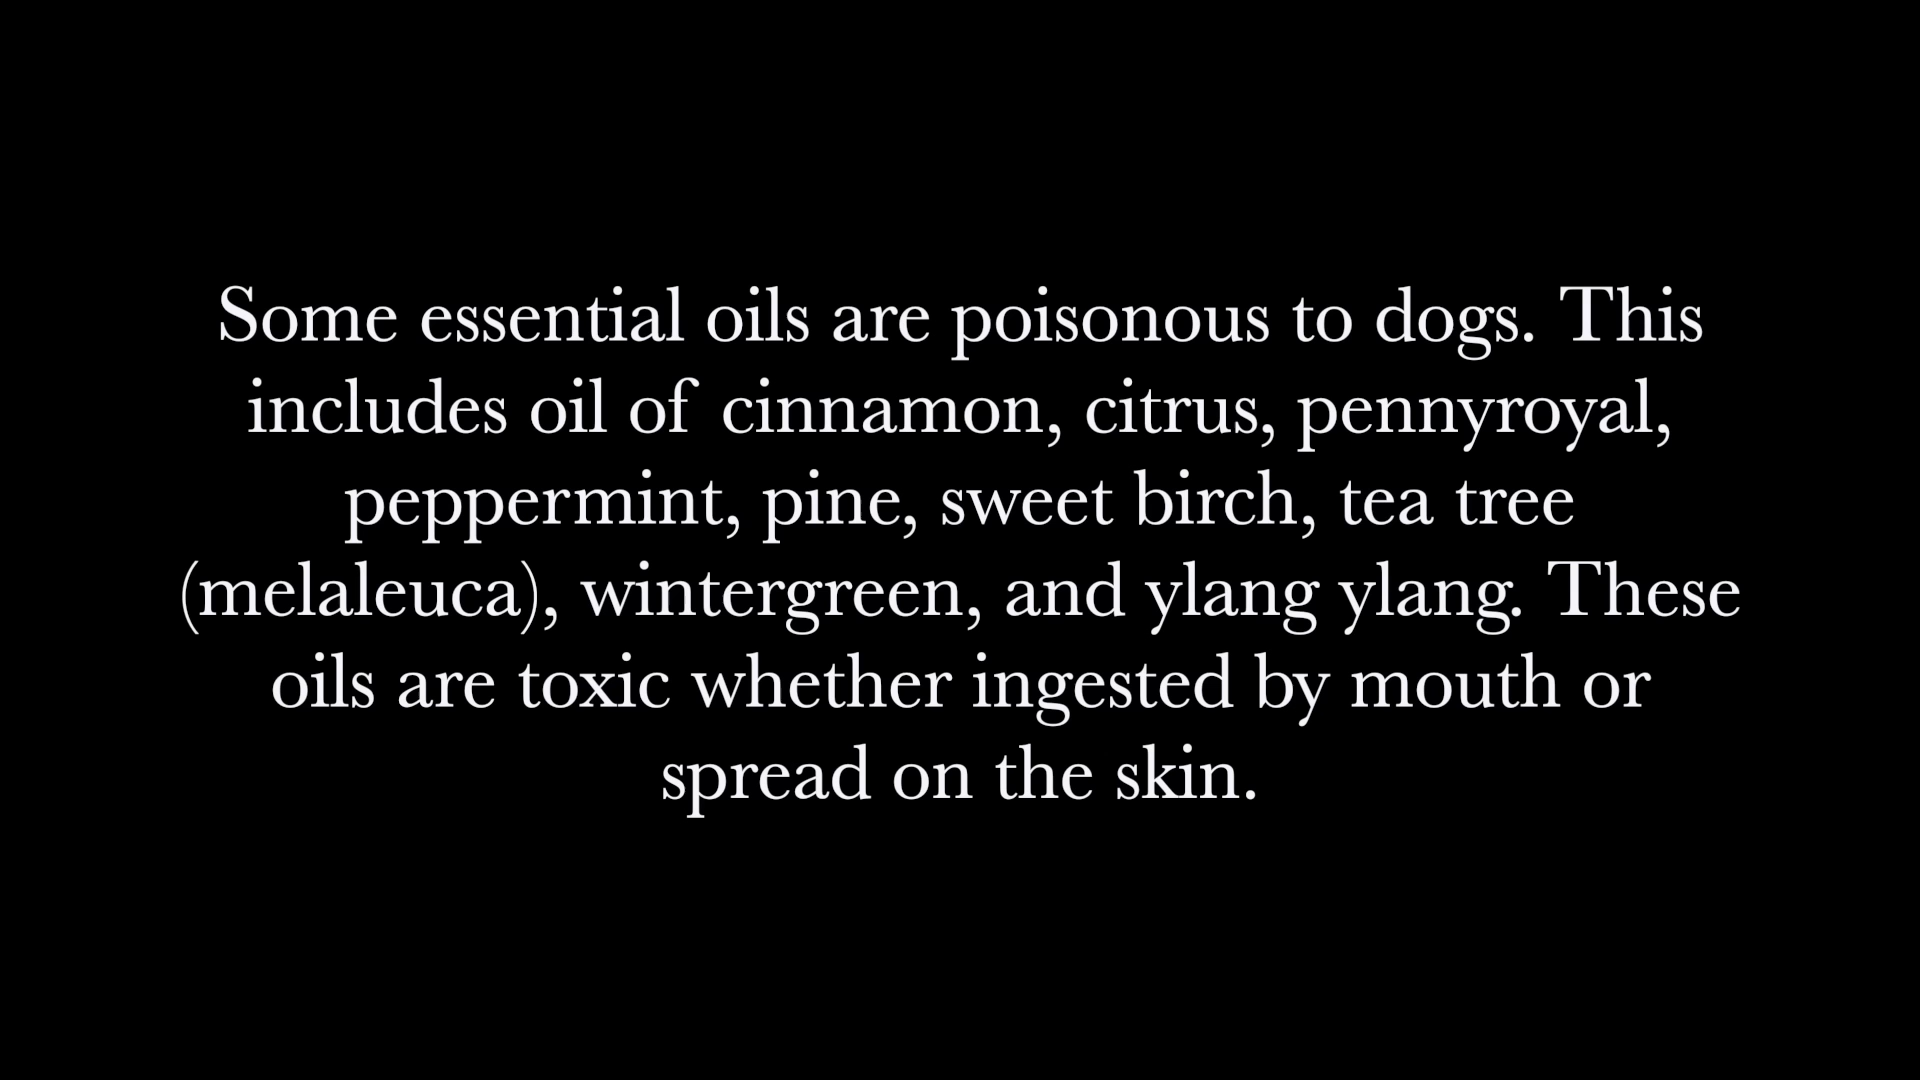 Some essential oils are poisonous to dogs. This
includes oil of cinnamon, citrus, pennyroyal,
peppermint, pine, sweet birch, tea tree
(melaleuca), wintergreen, and ylang ylang. These
oils are toxic whether ingested by mouth or
spread on the skin.